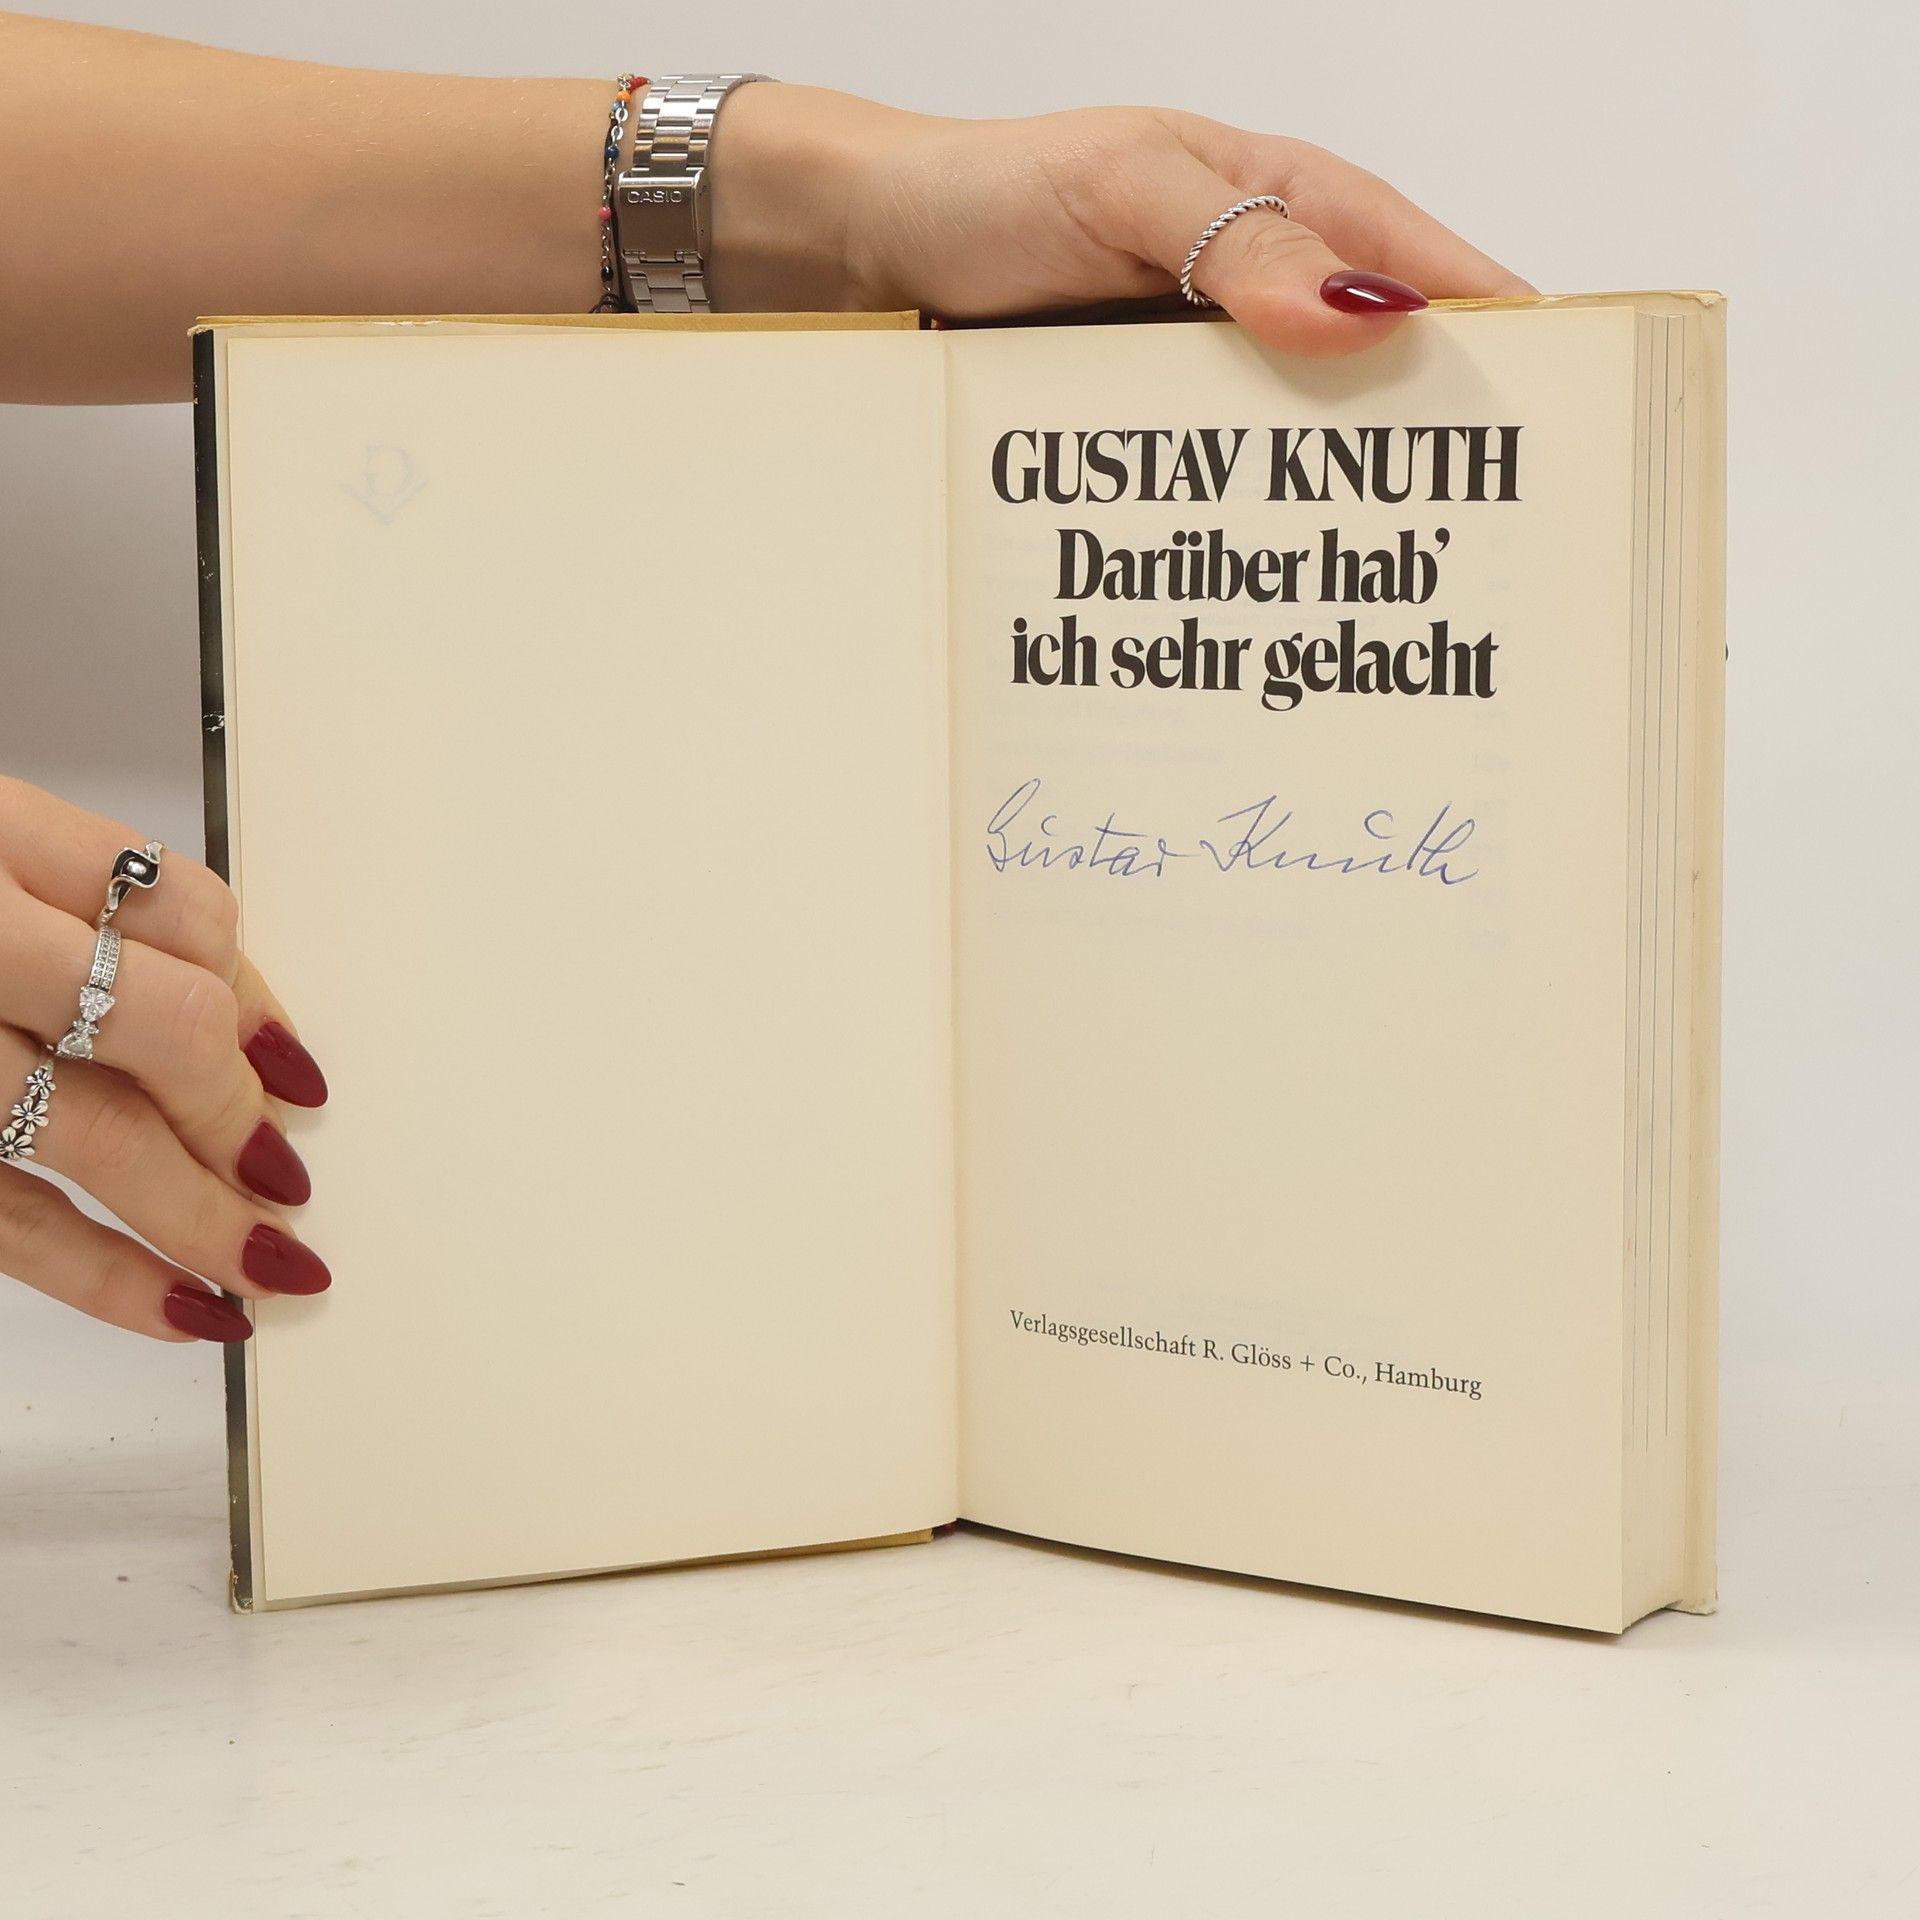 CASIO
GUSTAV KNUTH
Darüber hab’
ich sehr gelacht
Gustav Knuth
Verlagsgesellschaft R. Glöss + Co., Hamburg